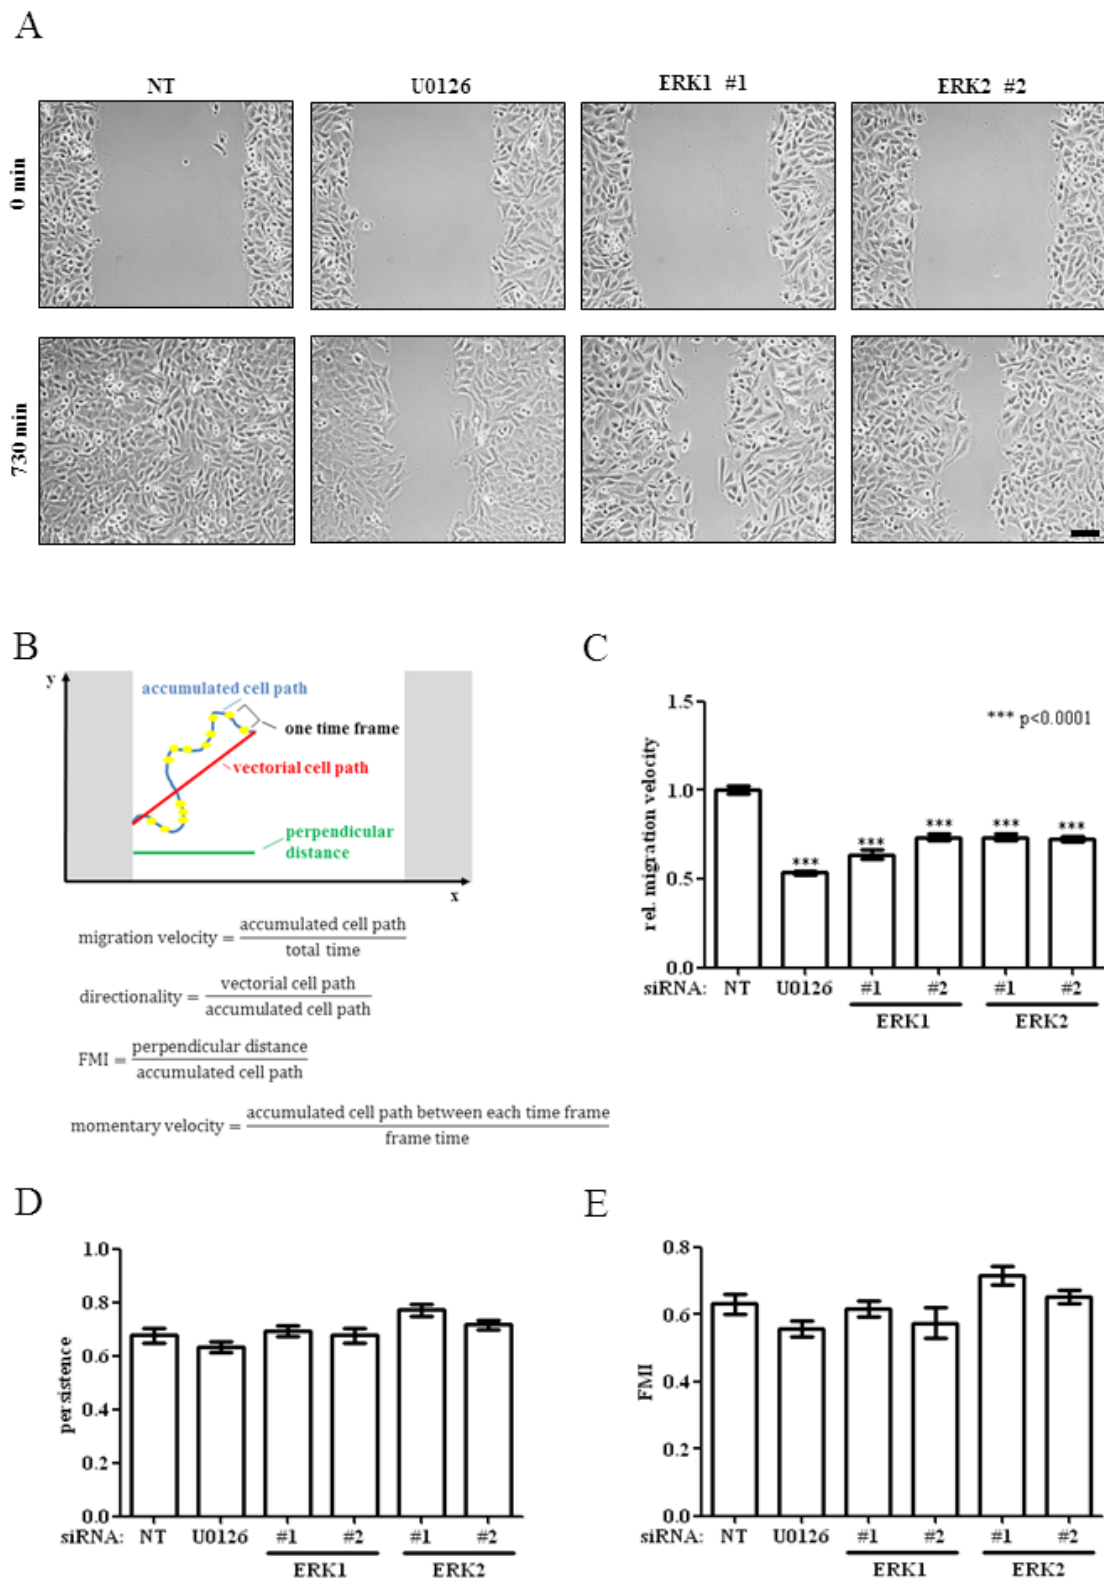 A
NT U0126 ERK1 #1 ERK2 #2
0 min
730 min
B
y
accumulated cell path
one time frame
vectorial cell path
perpendicular
distance
x
migration velocity = accumulated cell path / total time
directionality = vectorial cell path / accumulated cell path
FMI = perpendicular distance / accumulated cell path
momentary velocity = accumulated cell path between each time frame / frame time
C
rel. migration velocity
1.5
1.0
0.5
0.0
*** p<0.0001
*** *** *** *** ***
siRNA: NT U0126 #1 #2 #1 #2
ERK1 ERK2
D
persistence
1.0
0.8
0.6
0.4
0.2
0.0
siRNA: NT U0126 #1 #2 #1 #2
ERK1 ERK2
E
FMI
0.8
0.6
0.4
0.2
0.0
siRNA: NT U0126 #1 #2 #1 #2
ERK1 ERK2